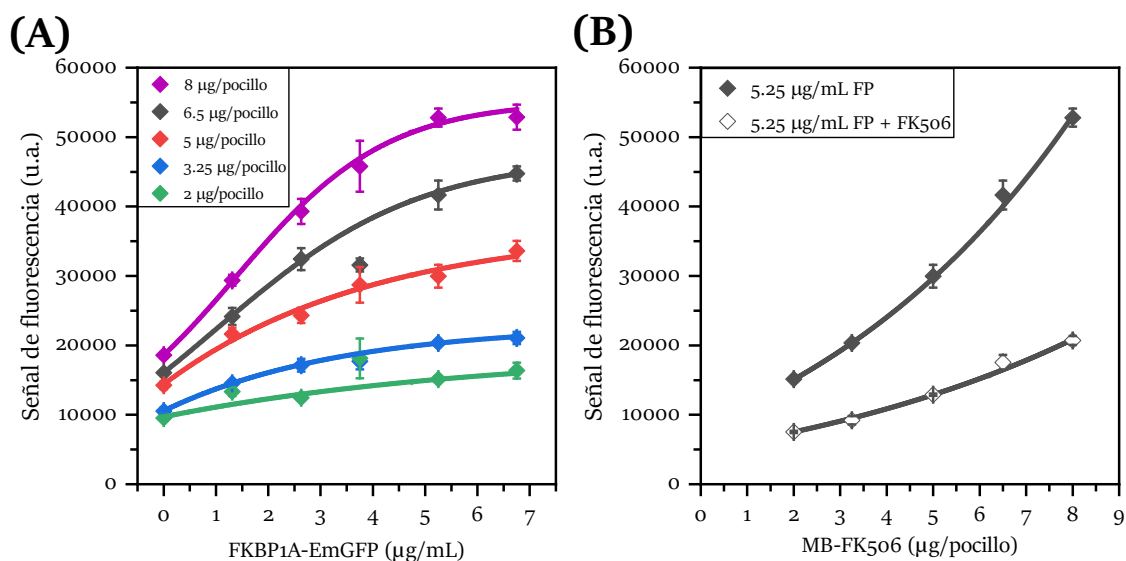 (A)
60000
50000
40000
30000
20000
10000
0
Señal de fluorescencia (u.a.)
8 µg/pocillo
6.5 µg/pocillo
5 µg/pocillo
3.25 µg/pocillo
2 µg/pocillo
0 1 2 3 4 5 6 7
FKBP1A-EmGFP (µg/mL)
(B)
60000
50000
40000
30000
20000
10000
0
Señal de fluorescencia (u.a.)
5.25 µg/mL FP
5.25 µg/mL FP + FK506
0 1 2 3 4 5 6 7 8 9
MB-FK506 (µg/pocillo)